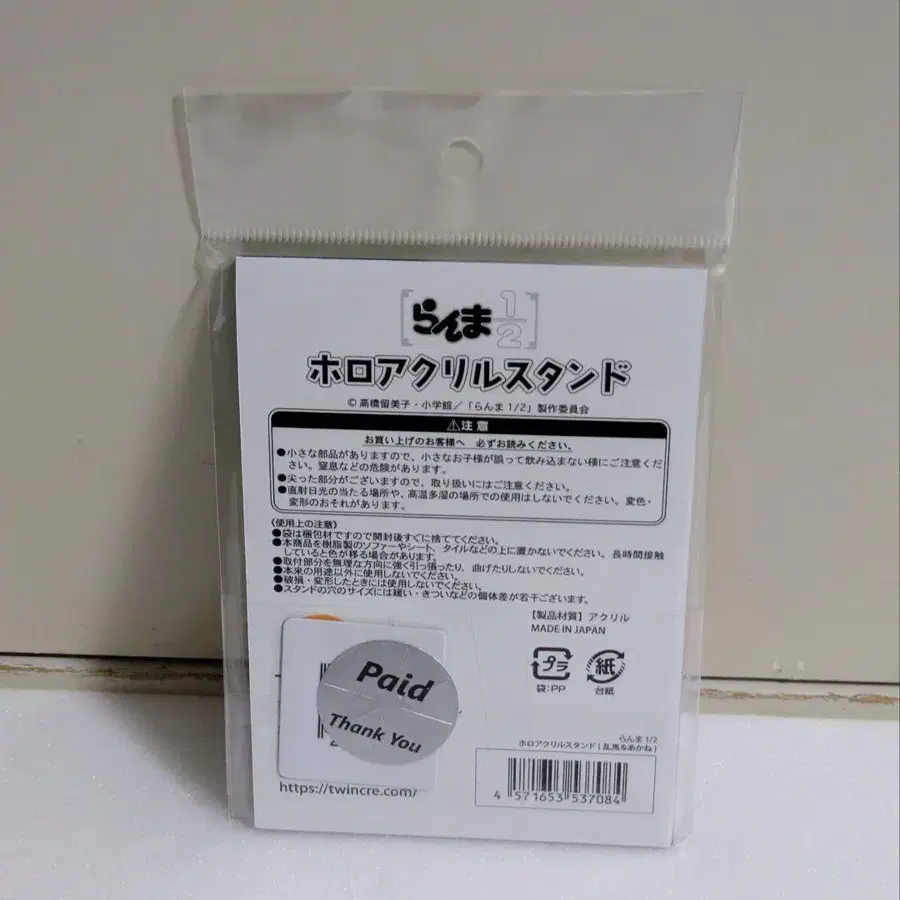 らんま1/2
ホロアクリルスタンド
© 高橋留美子・小学館／「らんま 1/2」製作委員会
⚠注意
お買い上げのお客様へ 必ずお読みください。
●小さな部品がありますので、小さなお子様が誤って飲み込まない様にご注意くだ
さい。窒息などの危険があります。
●尖った部分がございますので、取り扱いにはご注意ください。
●直射日光の当たる場所や、高温多湿の場所での使用はしないでください。変色・
変形のおそれがあります。
《使用上の注意》
●袋は梱包材ですので開封後すぐに捨ててください。
●本商品を樹脂製のソファーやシート、タイルなどの上に置かないでください。長時間接触
していると色が移る場合があります。
●取付部分を無理な方向に強く引っ張ったり、曲げたりしないでください。
●本来の用途以外に使用しないでください。
●破損・変形したときには使用しないでください。
●スタンドの穴のサイズには緩い・きついなどの個体差が若干ございます。
【製品材質】アクリル
MADE IN JAPAN
プラ
紙
袋：PP
台紙
Paid
Thank You
https://twincre.com/
らんま 1/2
ホロアクリルスタンド ( 乱馬＆あかね )
4 571653 537084